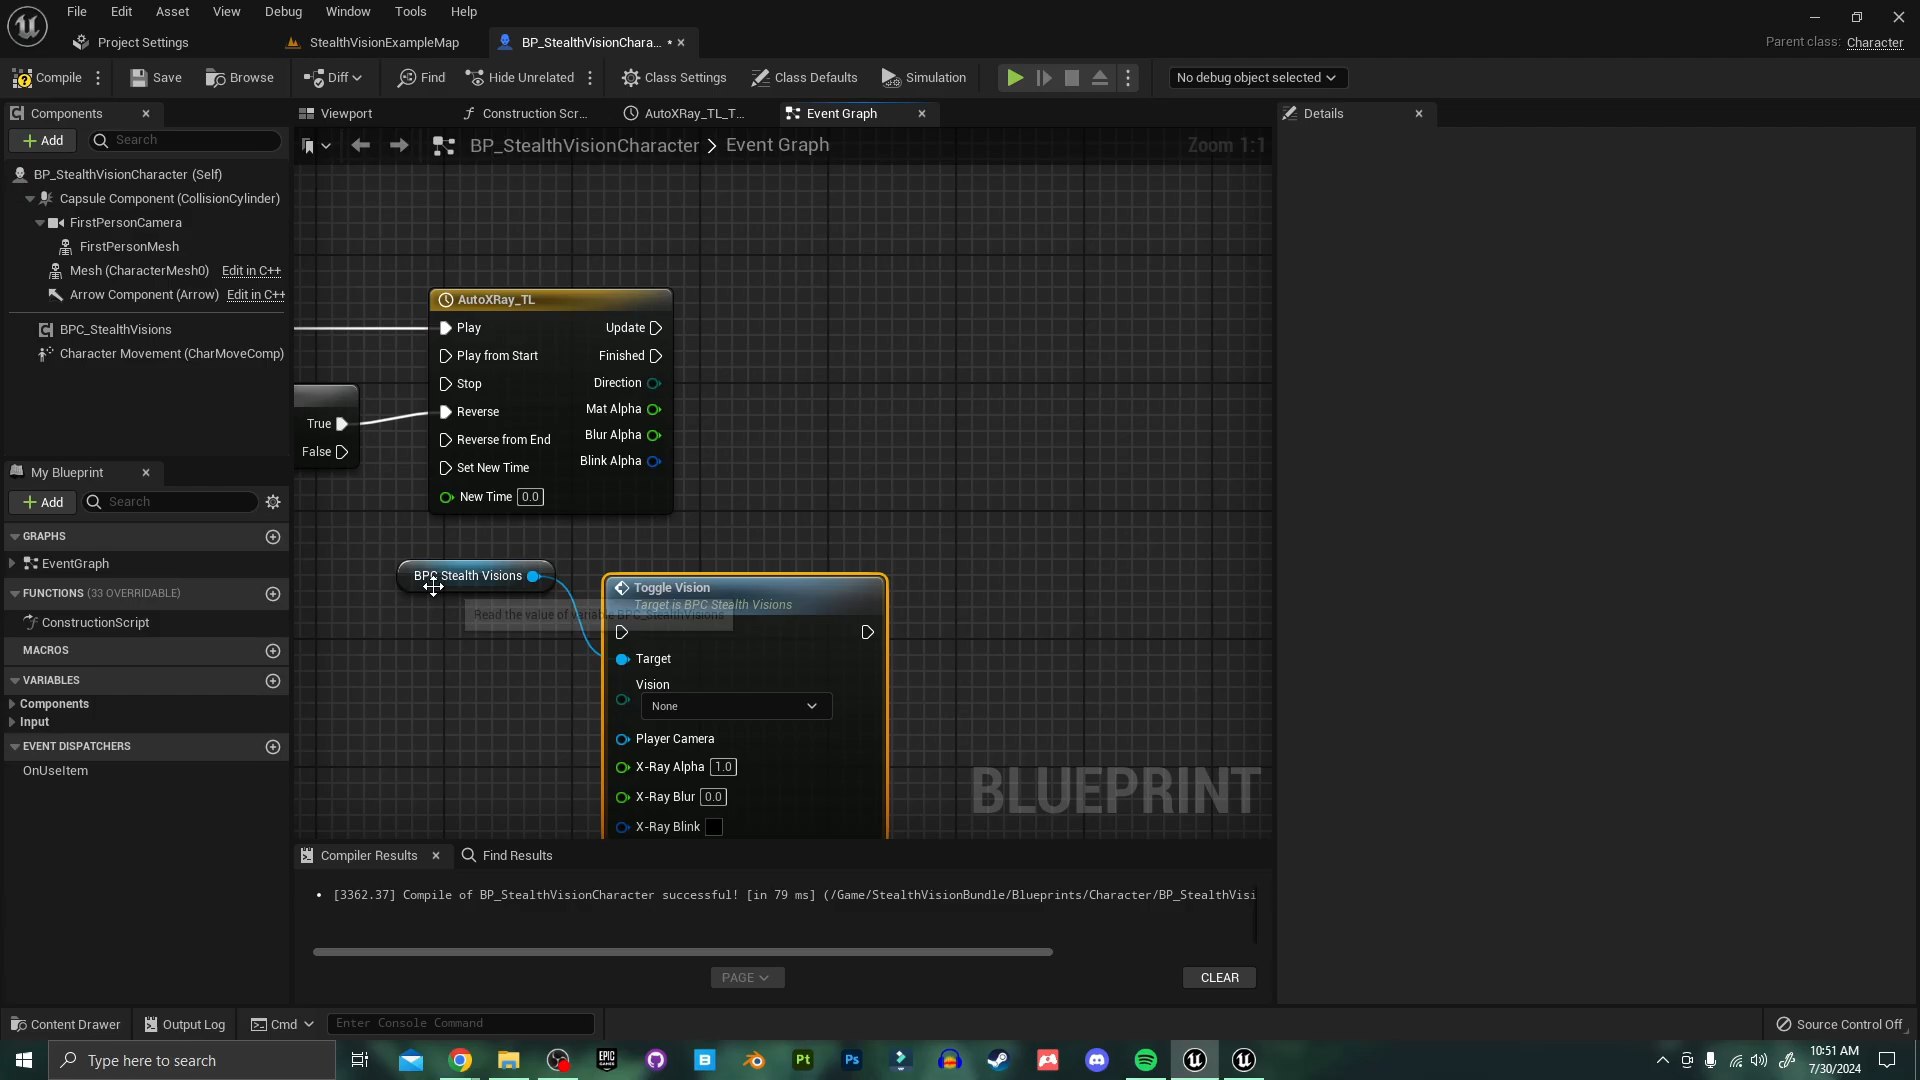 File Edit Asset View Debug Window Tools Help
Project Settings StealthVisionExampleMap BP_StealthVisionChara... * Parent class: Character
Compile Save Browse Diff Find Hide Unrelated Class Settings Class Defaults Simulation No debug object selected
Components Viewport Construction Scr... AutoXRay_TL_T... Event Graph Details
Add Search BP_StealthVisionCharacter > Event Graph Zoom 1:1
BP_StealthVisionCharacter (Self)
Capsule Component (CollisionCylinder)
FirstPersonCamera
FirstPersonMesh
Mesh (CharacterMesh0) Edit in C++
Arrow Component (Arrow) Edit in C++
BPC_StealthVisions
Character Movement (CharMoveComp)
AutoXRay_TL
Play Update
Play from Start Finished
Stop Direction
Reverse Mat Alpha
Reverse from End Blur Alpha
Set New Time Blink Alpha
New Time 0.0
True
False
My Blueprint
Add Search
GRAPHS
EventGraph
FUNCTIONS (33 OVERRIDABLE)
ConstructionScript
MACROS
VARIABLES
Components
Input
EVENT DISPATCHERS
OnUseItem
BPC Stealth Visions
Read the value of variable BPC_StealthVisions
Toggle Vision
Target is BPC Stealth Visions
Target
Vision
None
Player Camera
X-Ray Alpha 1.0
X-Ray Blur 0.0
X-Ray Blink
BLUEPRINT
Compiler Results Find Results
[3362.37] Compile of BP_StealthVisionCharacter successful! [in 79 ms] (/Game/StealthVisionBundle/Blueprints/Character/BP_StealthVisi
PAGE CLEAR
Content Drawer Output Log Cmd Enter Console Command Source Control Off
Type here to search 10:51 AM
7/30/2024